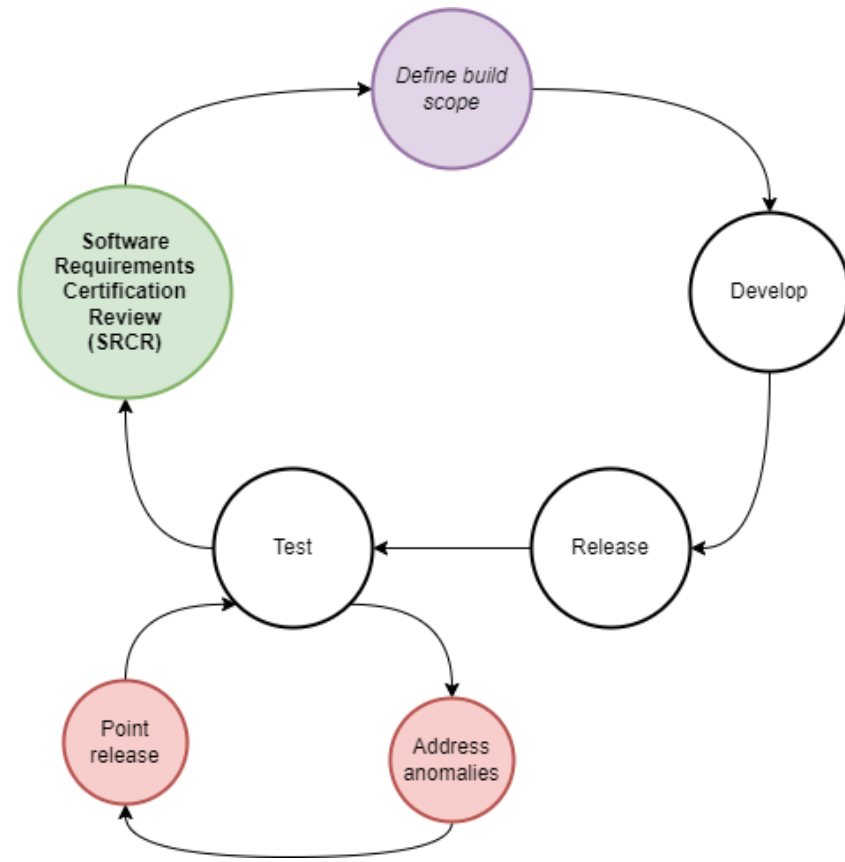 Define build
scope
Software
Requirements
Certification
Review
(SRCR)
Develop
Test
Release
Point
release
Address
anomalies